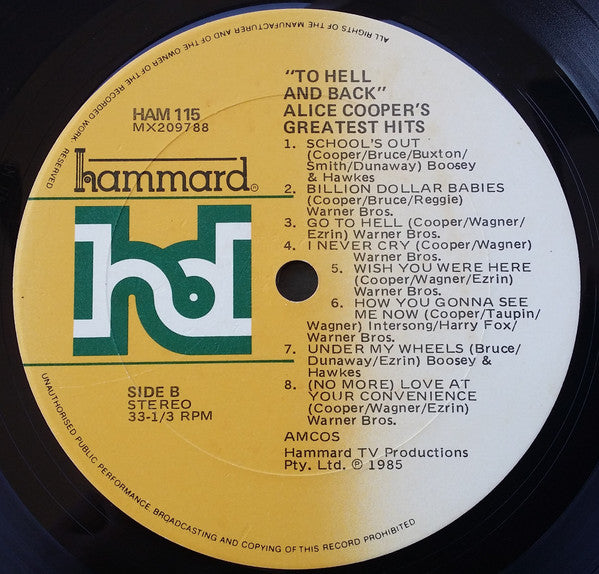 ALL RIGHTS OF THE MANUFACTURER AND OF THE OWNER OF THE RECORDED WORK RESERVED
HAM 115
MX209788
hammard®
hd
SIDE B
STEREO
33-1/3 RPM
"TO HELL
AND BACK"
ALICE COOPER'S
GREATEST HITS
1. SCHOOL'S OUT
(Cooper/Bruce/Buxton/
Smith/Dunaway) Boosey
& Hawkes
2. BILLION DOLLAR BABIES
(Cooper/Bruce/Reggie)
Warner Bros.
3. GO TO HELL (Cooper/Wagner/
Ezrin) Warner Bros.
4. I NEVER CRY (Cooper/Wagner)
Warner Bros.
5. WISH YOU WERE HERE
(Cooper/Wagner/Ezrin)
Warner Bros.
6. HOW YOU GONNA SEE
ME NOW (Cooper/Taupin/
Wagner) Intersong/Harry Fox/
Warner Bros.
7. UNDER MY WHEELS (Bruce/
Dunaway/Ezrin) Boosey &
Hawkes
8. (NO MORE) LOVE AT
YOUR CONVENIENCE
(Cooper/Wagner/Ezrin)
Warner Bros.
AMCOS
Hammard TV Productions
Pty. Ltd. ℗ 1985
UNAUTHORISED PUBLIC PERFORMANCE, BROADCASTING AND COPYING OF THIS RECORD PROHIBITED